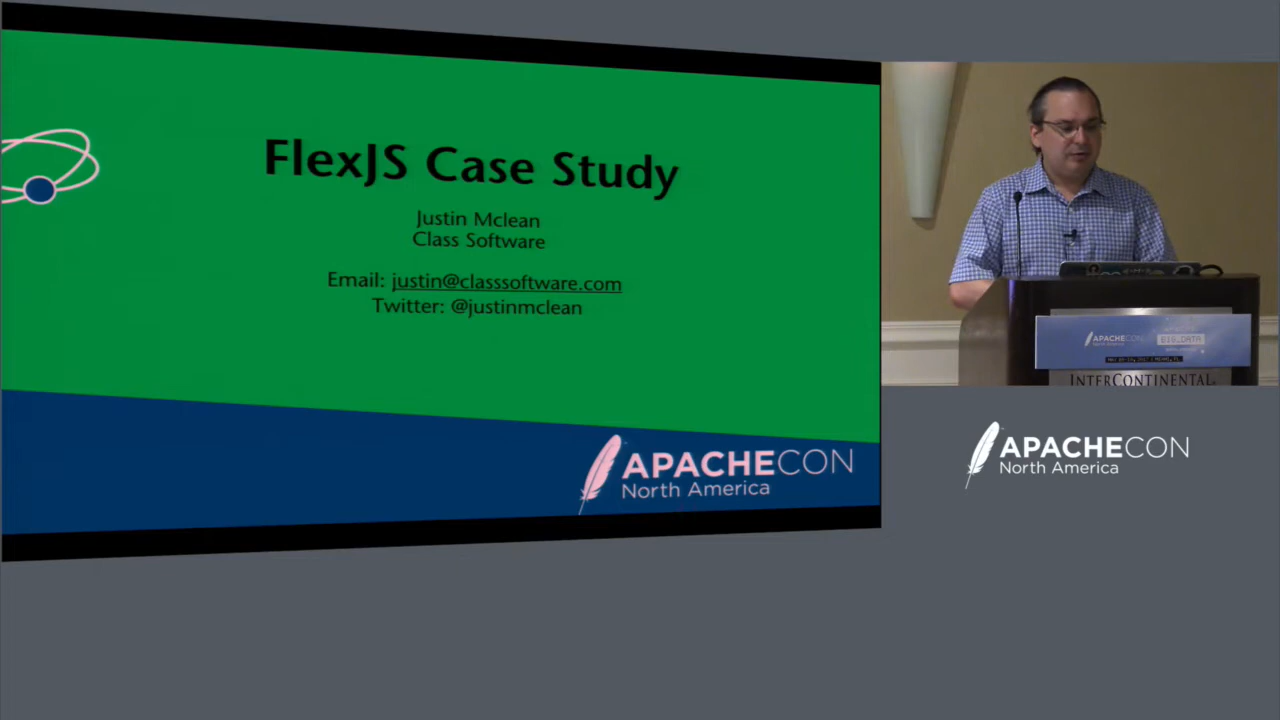 FlexJS Case Study
Justin Mclean
Class Software
Email: justin@classsoftware.com
Twitter: @justinmclean
APACHECON
North America
APACHECON
North America
BIG_DATA
INTERCONTINENTAL
APACHECON
North America